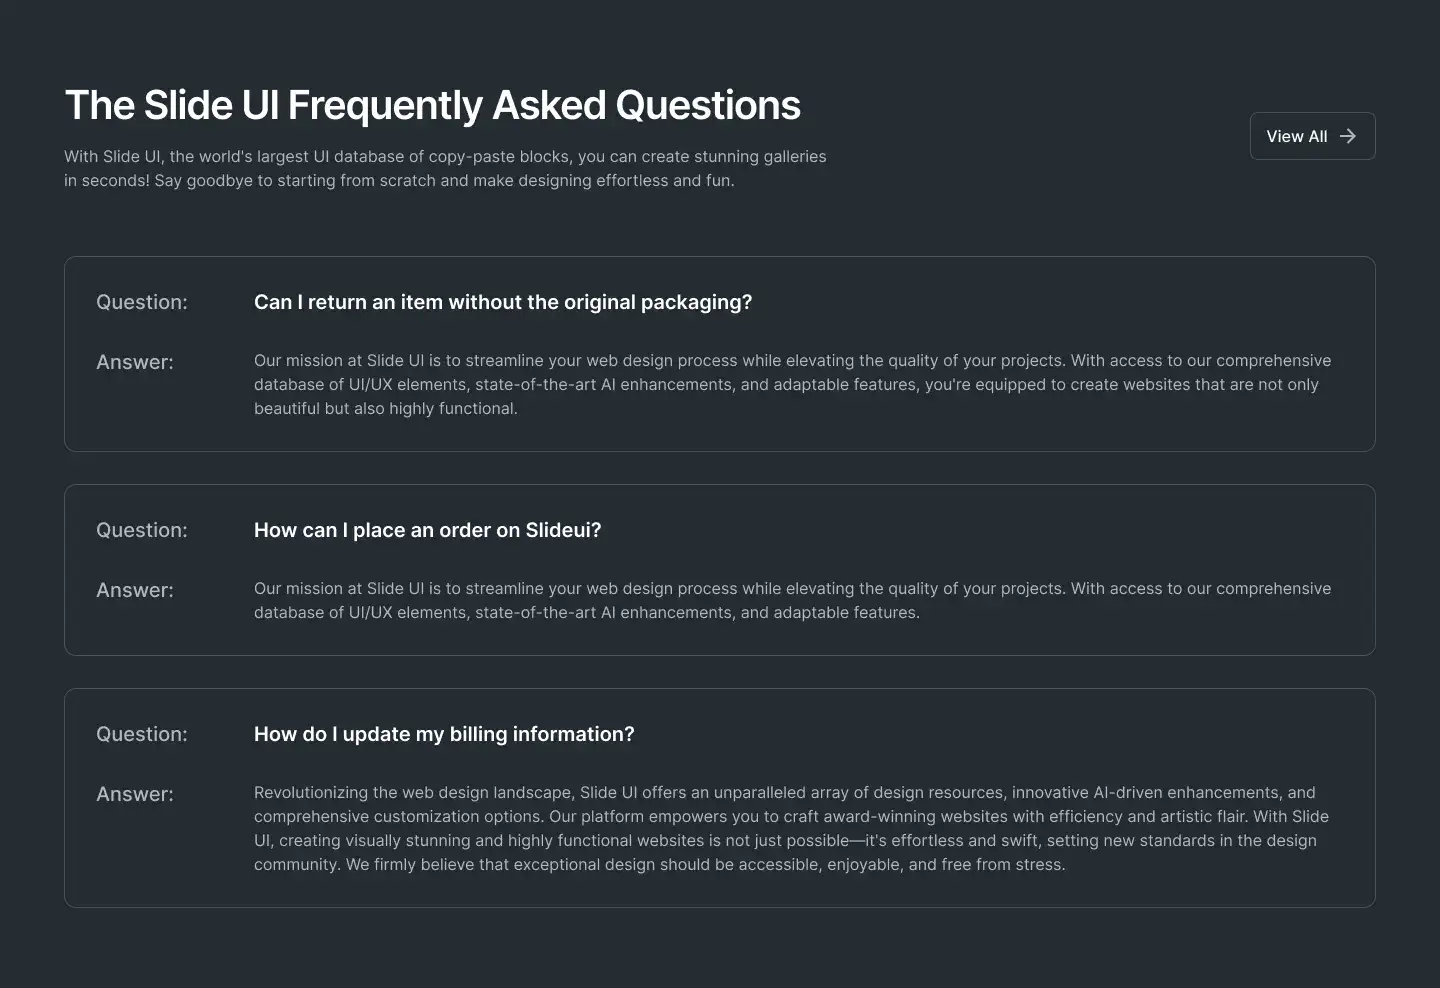 The Slide UI Frequently Asked Questions
With Slide UI, the world's largest UI database of copy-paste blocks, you can create stunning galleries
in seconds! Say goodbye to starting from scratch and make designing effortless and fun.
View All
Question:
Can I return an item without the original packaging?
Answer:
Our mission at Slide UI is to streamline your web design process while elevating the quality of your projects. With access to our comprehensive
database of UI/UX elements, state-of-the-art AI enhancements, and adaptable features, you're equipped to create websites that are not only
beautiful but also highly functional.
Question:
How can I place an order on Slideui?
Answer:
Our mission at Slide UI is to streamline your web design process while elevating the quality of your projects. With access to our comprehensive
database of UI/UX elements, state-of-the-art AI enhancements, and adaptable features.
Question:
How do I update my billing information?
Answer:
Revolutionizing the web design landscape, Slide UI offers an unparalleled array of design resources, innovative AI-driven enhancements, and
comprehensive customization options. Our platform empowers you to craft award-winning websites with efficiency and artistic flair. With Slide
UI, creating visually stunning and highly functional websites is not just possible—it's effortless and swift, setting new standards in the design
community. We firmly believe that exceptional design should be accessible, enjoyable, and free from stress.